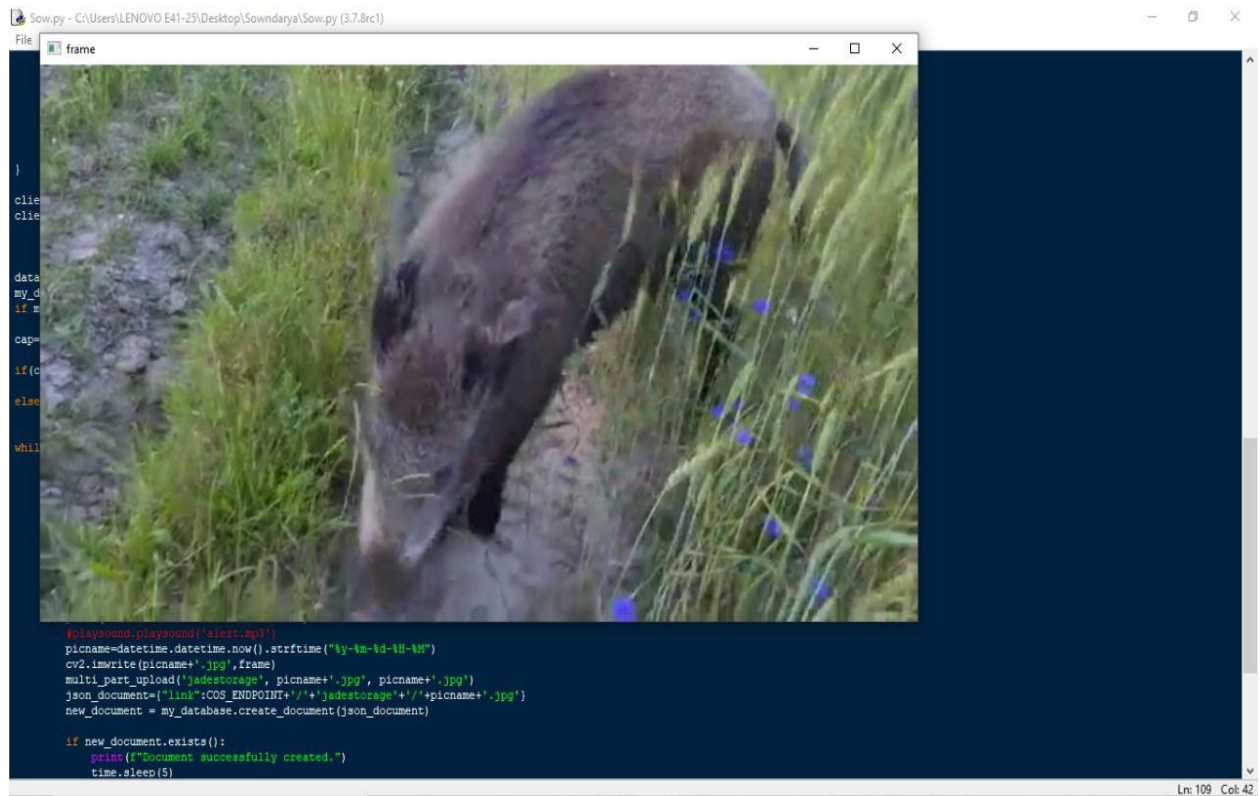 Sow.py - C:\Users\LENOVO E41-25\Desktop\Sowndarya\Sow.py (3.7.8rc1)
File
frame
}
clie
clie
data
my_d
if m
cap=
if(c
else
whil
#playsound.playsound('alert.mp3')
picname=datetime.datetime.now().strftime("%y-%m-%d-%H-%M")
cv2.imwrite(picname+'.jpg',frame)
multi_part_upload('jadestorage', picname+'.jpg', picname+'.jpg')
json_document={"link":COS_ENDPOINT+'/'+'jadestorage'+'/'+picname+'.jpg'}
new_document = my_database.create_document(json_document)
if new_document.exists():
print(f"Document successfully created.")
time.sleep(5)
Ln: 109 Col: 42